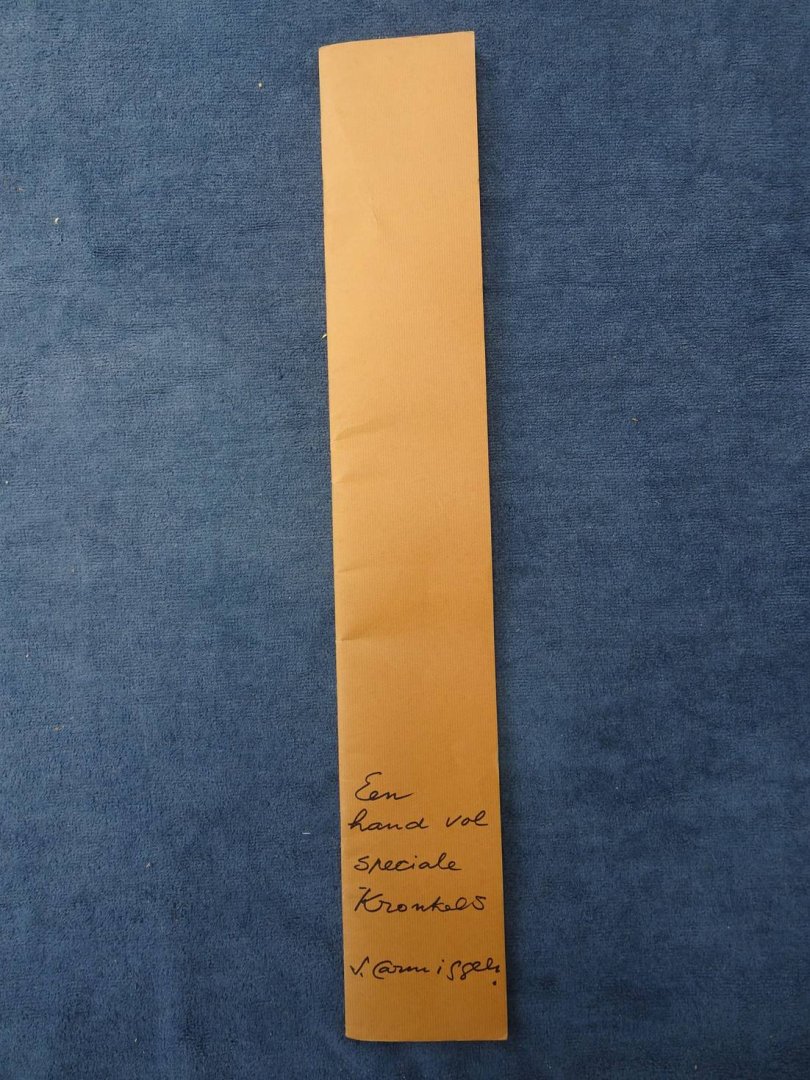 Een
hand vol
speciale
Kronkels
S. Carmiggelt